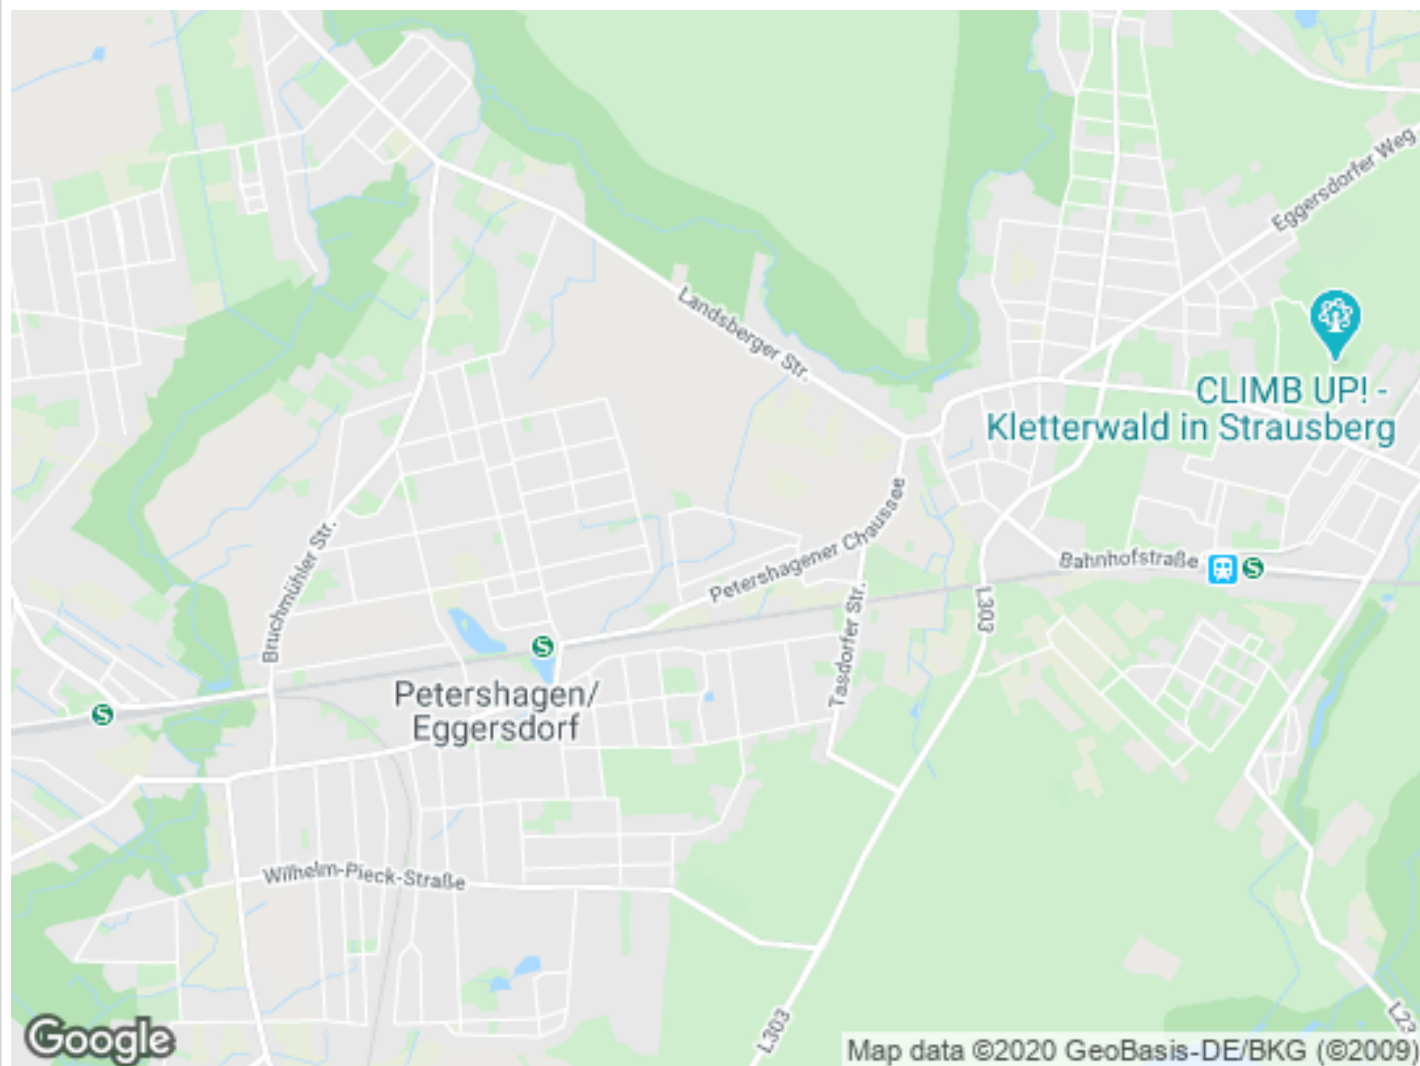 Eggersdorfer Weg
Landsberger Str.
CLIMB UP! -
Kletterwald in Strausberg
Petershagener Chaussee
Bruchmühler Str.
Bahnhofstraße
S
L303
Tasdorfer Str.
S
S
Petershagen/
Eggersdorf
Wilhelm-Pieck-Straße
L303
L23
Google
Map data ©2020 GeoBasis-DE/BKG (©2009)